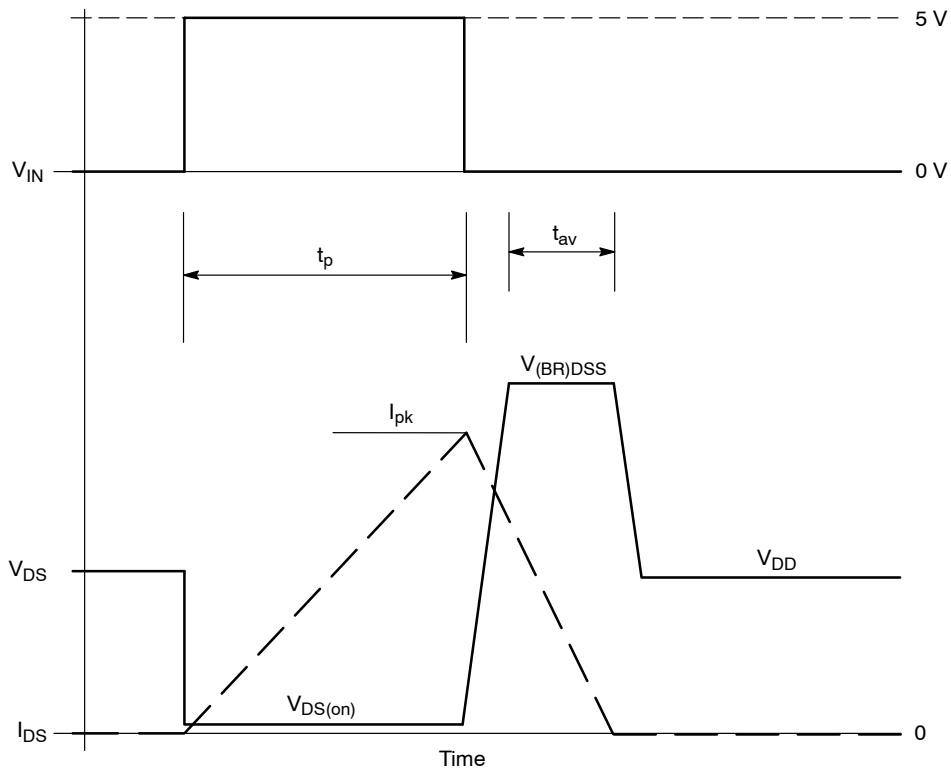 5 V
V_IN
0 V
t_p
t_av
V_(BR)DSS
I_pk
V_DS
V_DD
V_DS(on)
I_DS
0
Time